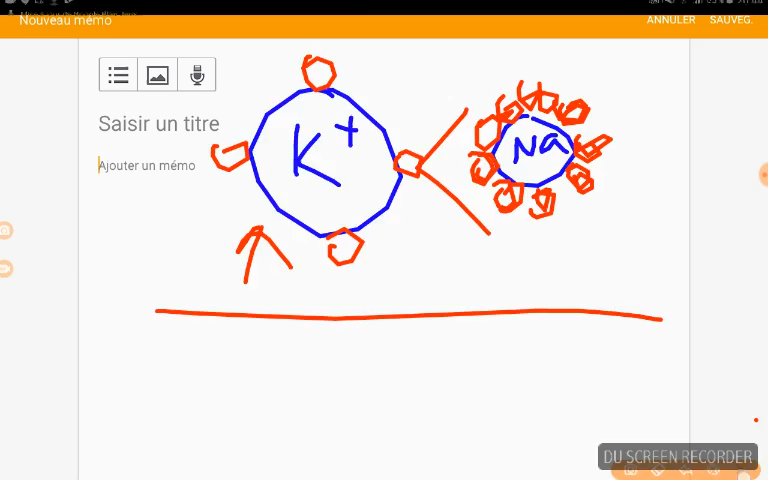 Nouveau mémo
ANNULER SAUVEG.
Saisir un titre
Ajouter un mémo
K+
Na
DU SCREEN RECORDER